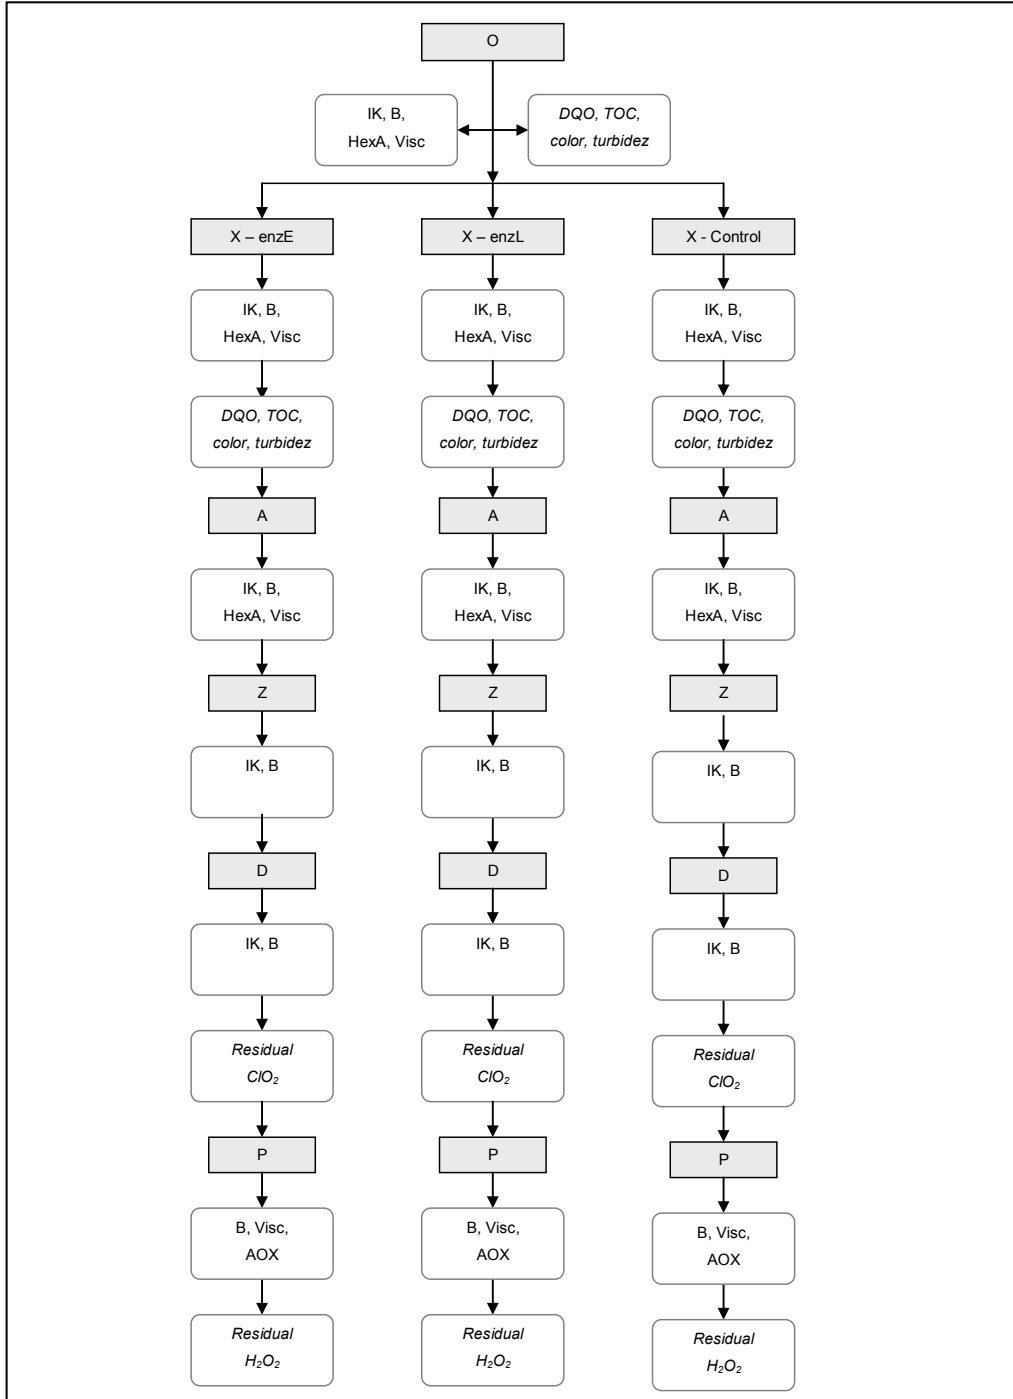 O
IK, B,
HexA, Visc
DQO, TOC,
color, turbidez
X – enzE
X – enzL
X - Control
IK, B,
HexA, Visc
IK, B,
HexA, Visc
IK, B,
HexA, Visc
DQO, TOC,
color, turbidez
DQO, TOC,
color, turbidez
DQO, TOC,
color, turbidez
A
A
A
IK, B,
HexA, Visc
IK, B,
HexA, Visc
IK, B,
HexA, Visc
Z
Z
Z
IK, B
IK, B
IK, B
D
D
D
IK, B
IK, B
IK, B
Residual
ClO₂
Residual
ClO₂
Residual
ClO₂
P
P
P
B, Visc,
AOX
B, Visc,
AOX
B, Visc,
AOX
Residual
H₂O₂
Residual
H₂O₂
Residual
H₂O₂